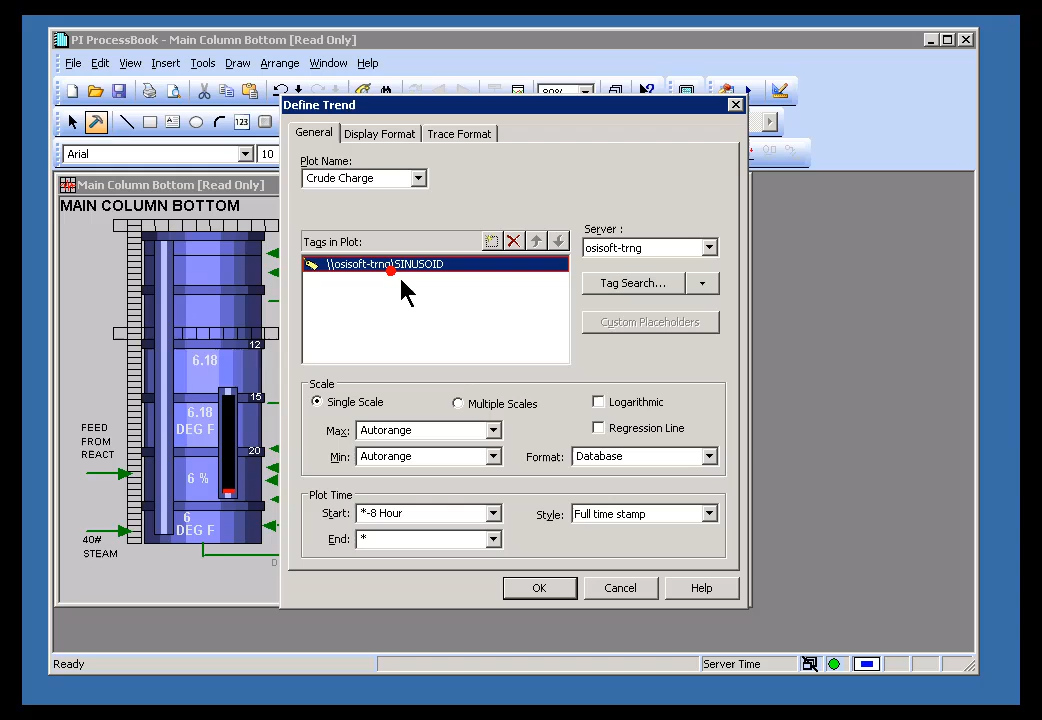 PI ProcessBook - Main Column Bottom [Read Only]
File Edit View Insert Tools Draw Arrange Window Help
Define Trend
123
Arial
10
General
Display Format
Trace Format
Plot Name:
Crude Charge
Main Column Bottom [Read Only]
MAIN COLUMN BOTTOM
Server :
osisoft-trng
Tags in Plot:
\\osisoft-trng\SINUSOID
Tag Search...
Custom Placeholders
12
6.18
15
6.18
DEG F
20
FEED
FROM
REACT
6 %
6
DEG F
40#
STEAM
D
Scale
Single Scale
Multiple Scales
Logarithmic
Max: Autorange
Regression Line
Min: Autorange
Format: Database
Plot Time
Start: *-8 Hour
Style: Full time stamp
End: *
OK
Cancel
Help
Ready
Server Time